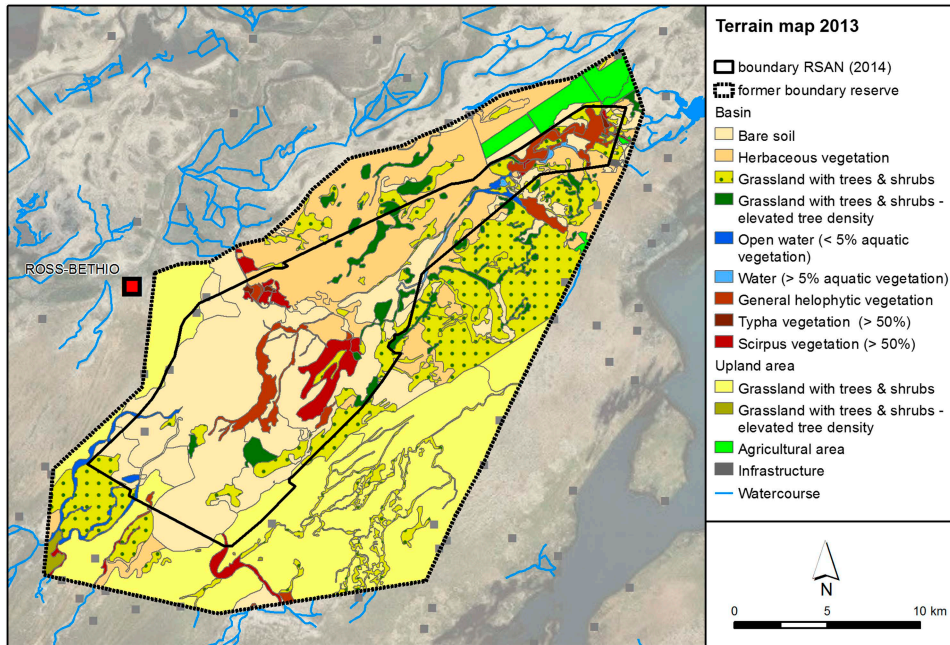 Terrain map 2013
boundary RSAN (2014)
former boundary reserve
Basin
Bare soil
Herbaceous vegetation
Grassland with trees & shrubs
Grassland with trees & shrubs -
elevated tree density
Open water (< 5% aquatic
vegetation)
Water (> 5% aquatic vegetation)
General helophytic vegetation
Typha vegetation (> 50%)
Scirpus vegetation (> 50%)
Upland area
Grassland with trees & shrubs
Grassland with trees & shrubs -
elevated tree density
Agricultural area
Infrastructure
Watercourse
ROSS-BETHIO
N
0 5 10 km